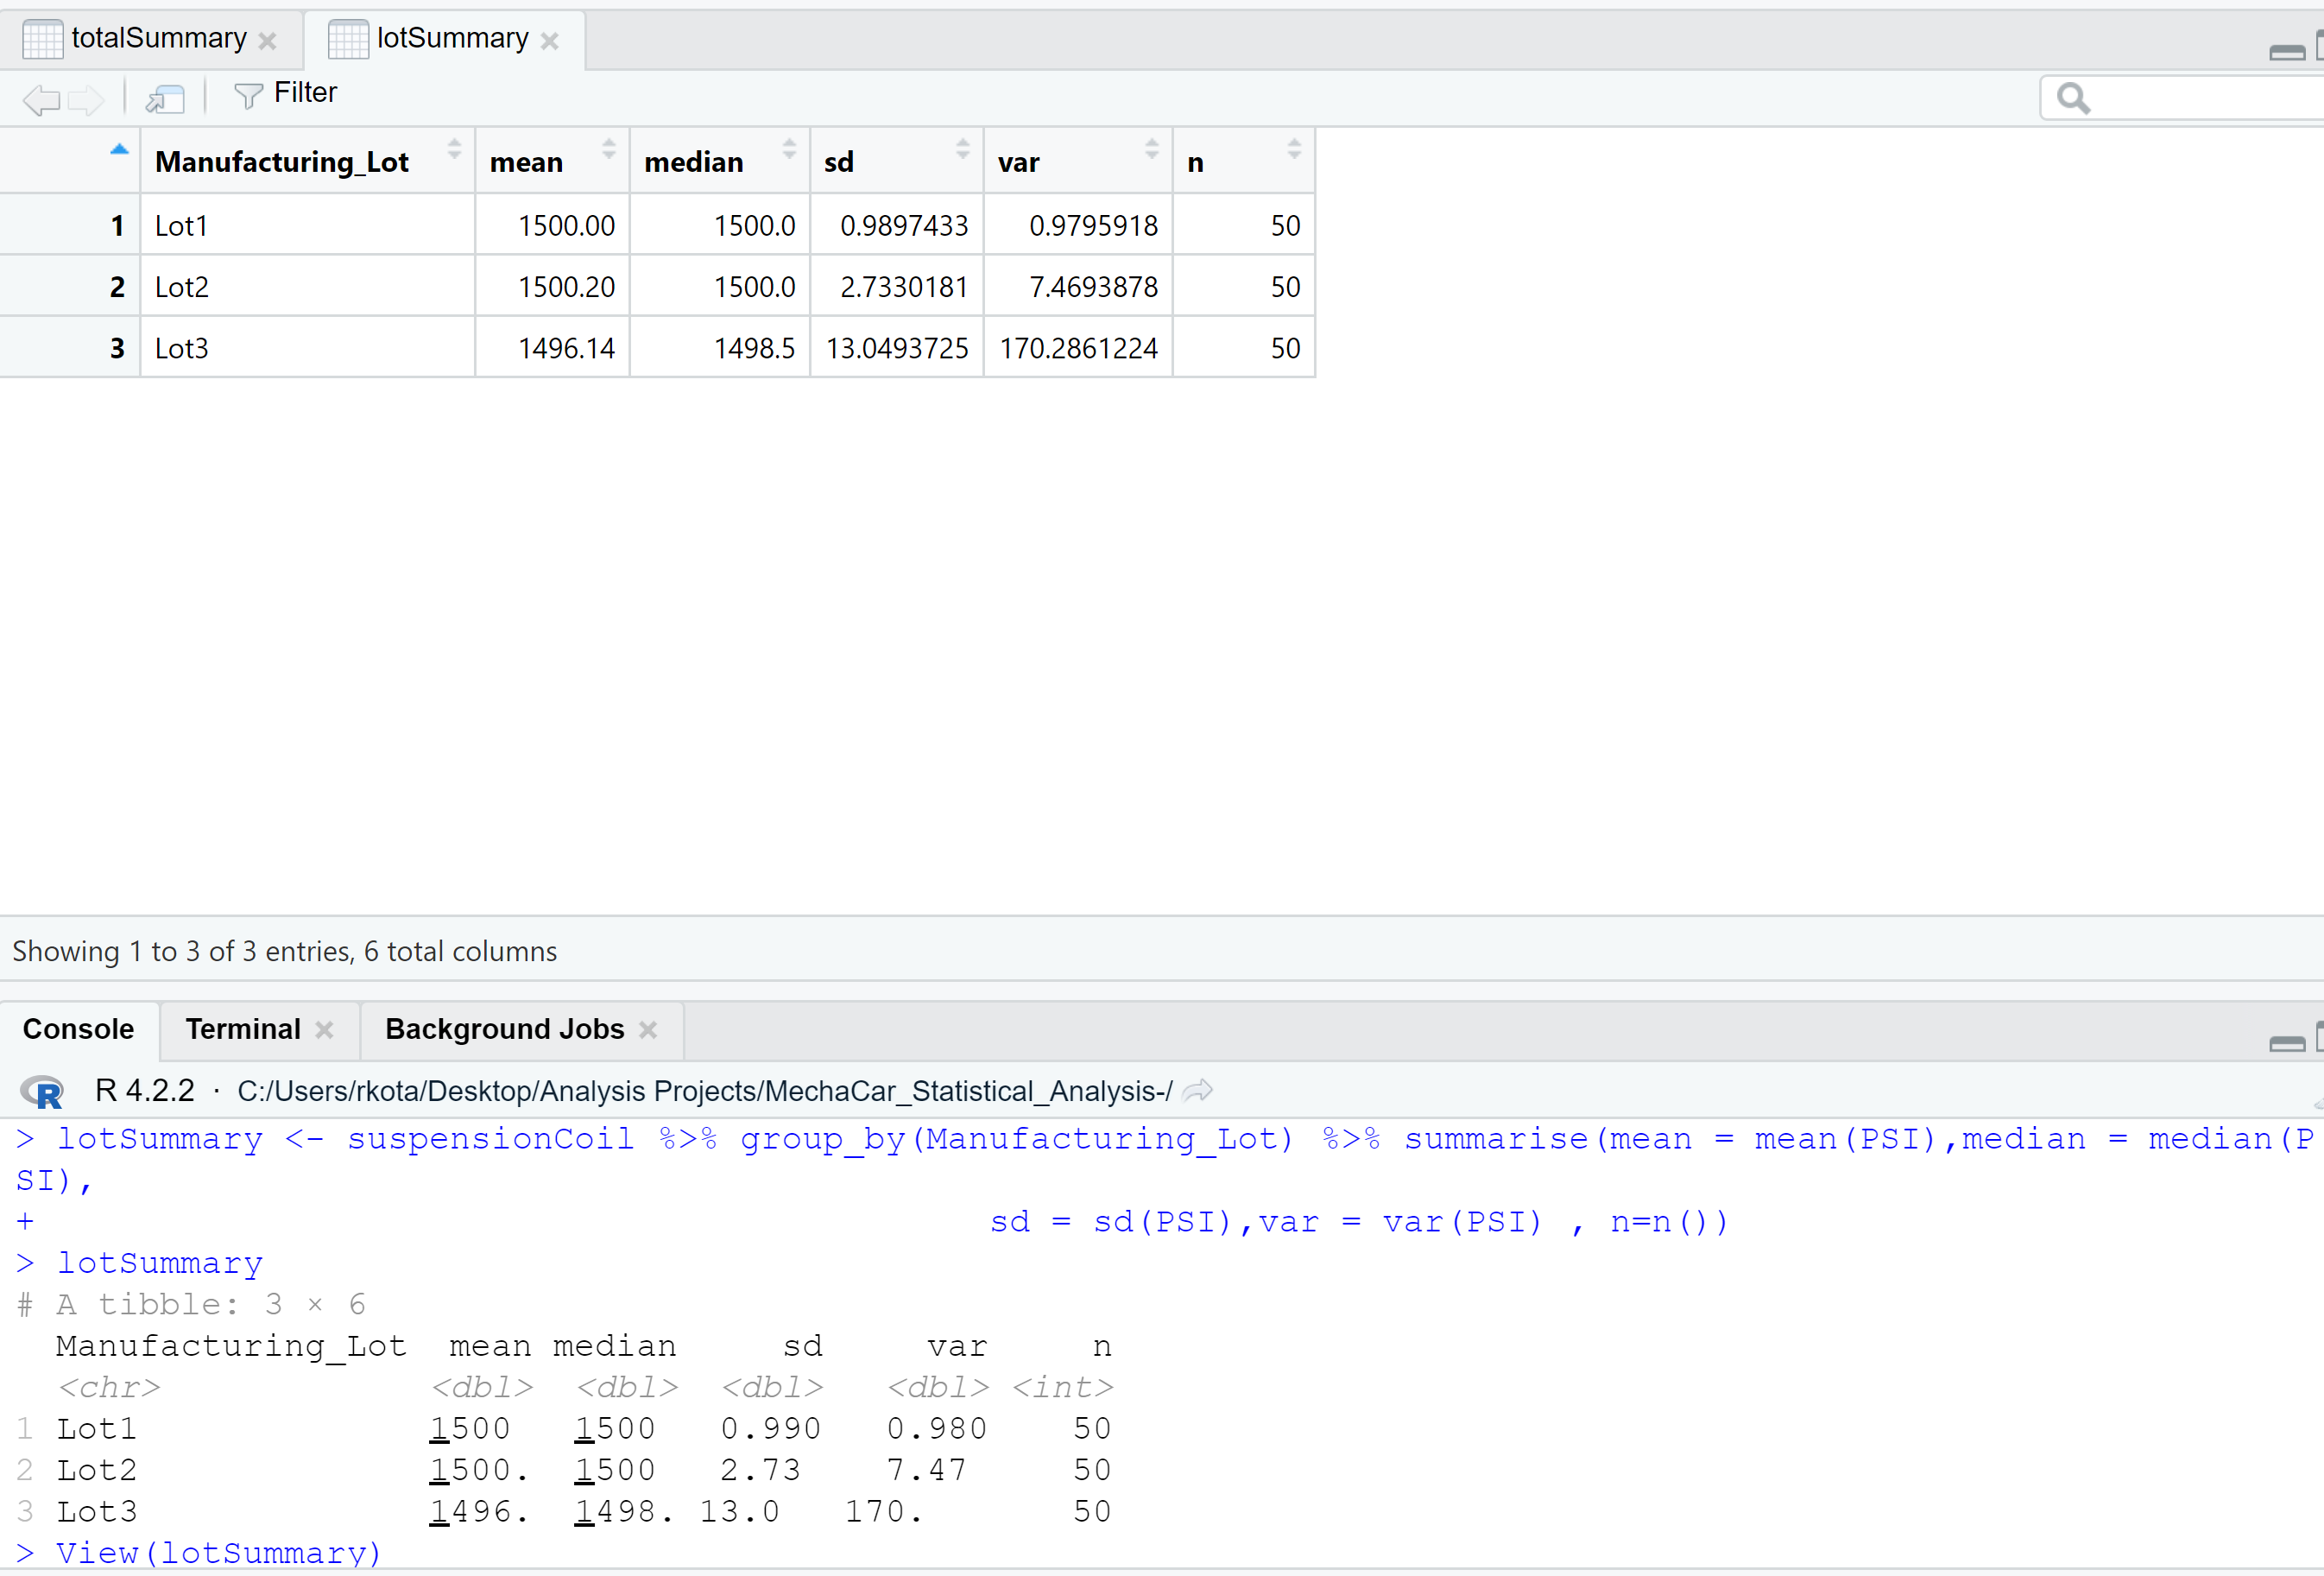 totalSummary lotSummary
Filter
Manufacturing_Lot mean median sd var n
1 Lot1 1500.00 1500.0 0.9897433 0.9795918 50
2 Lot2 1500.20 1500.0 2.7330181 7.4693878 50
3 Lot3 1496.14 1498.5 13.0493725 170.2861224 50
Showing 1 to 3 of 3 entries, 6 total columns
Console Terminal Background Jobs
R R 4.2.2 · C:/Users/rkota/Desktop/Analysis Projects/MechaCar_Statistical_Analysis-/
> lotSummary <- suspensionCoil %>% group_by(Manufacturing_Lot) %>% summarise(mean = mean(PSI),median = median(P
SI),
+ sd = sd(PSI),var = var(PSI) , n=n())
> lotSummary
# A tibble: 3 × 6
Manufacturing_Lot mean median sd var n
<chr> <dbl> <dbl> <dbl> <dbl> <int>
1 Lot1 1500 1500 0.990 0.980 50
2 Lot2 1500. 1500 2.73 7.47 50
3 Lot3 1496. 1498. 13.0 170. 50
> View(lotSummary)